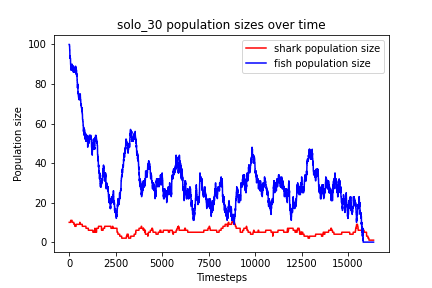 solo_30 population sizes over time
shark population size
fish population size
100
80
60
40
20
0
Population size
0 2500 5000 7500 10000 12500 15000
Timesteps